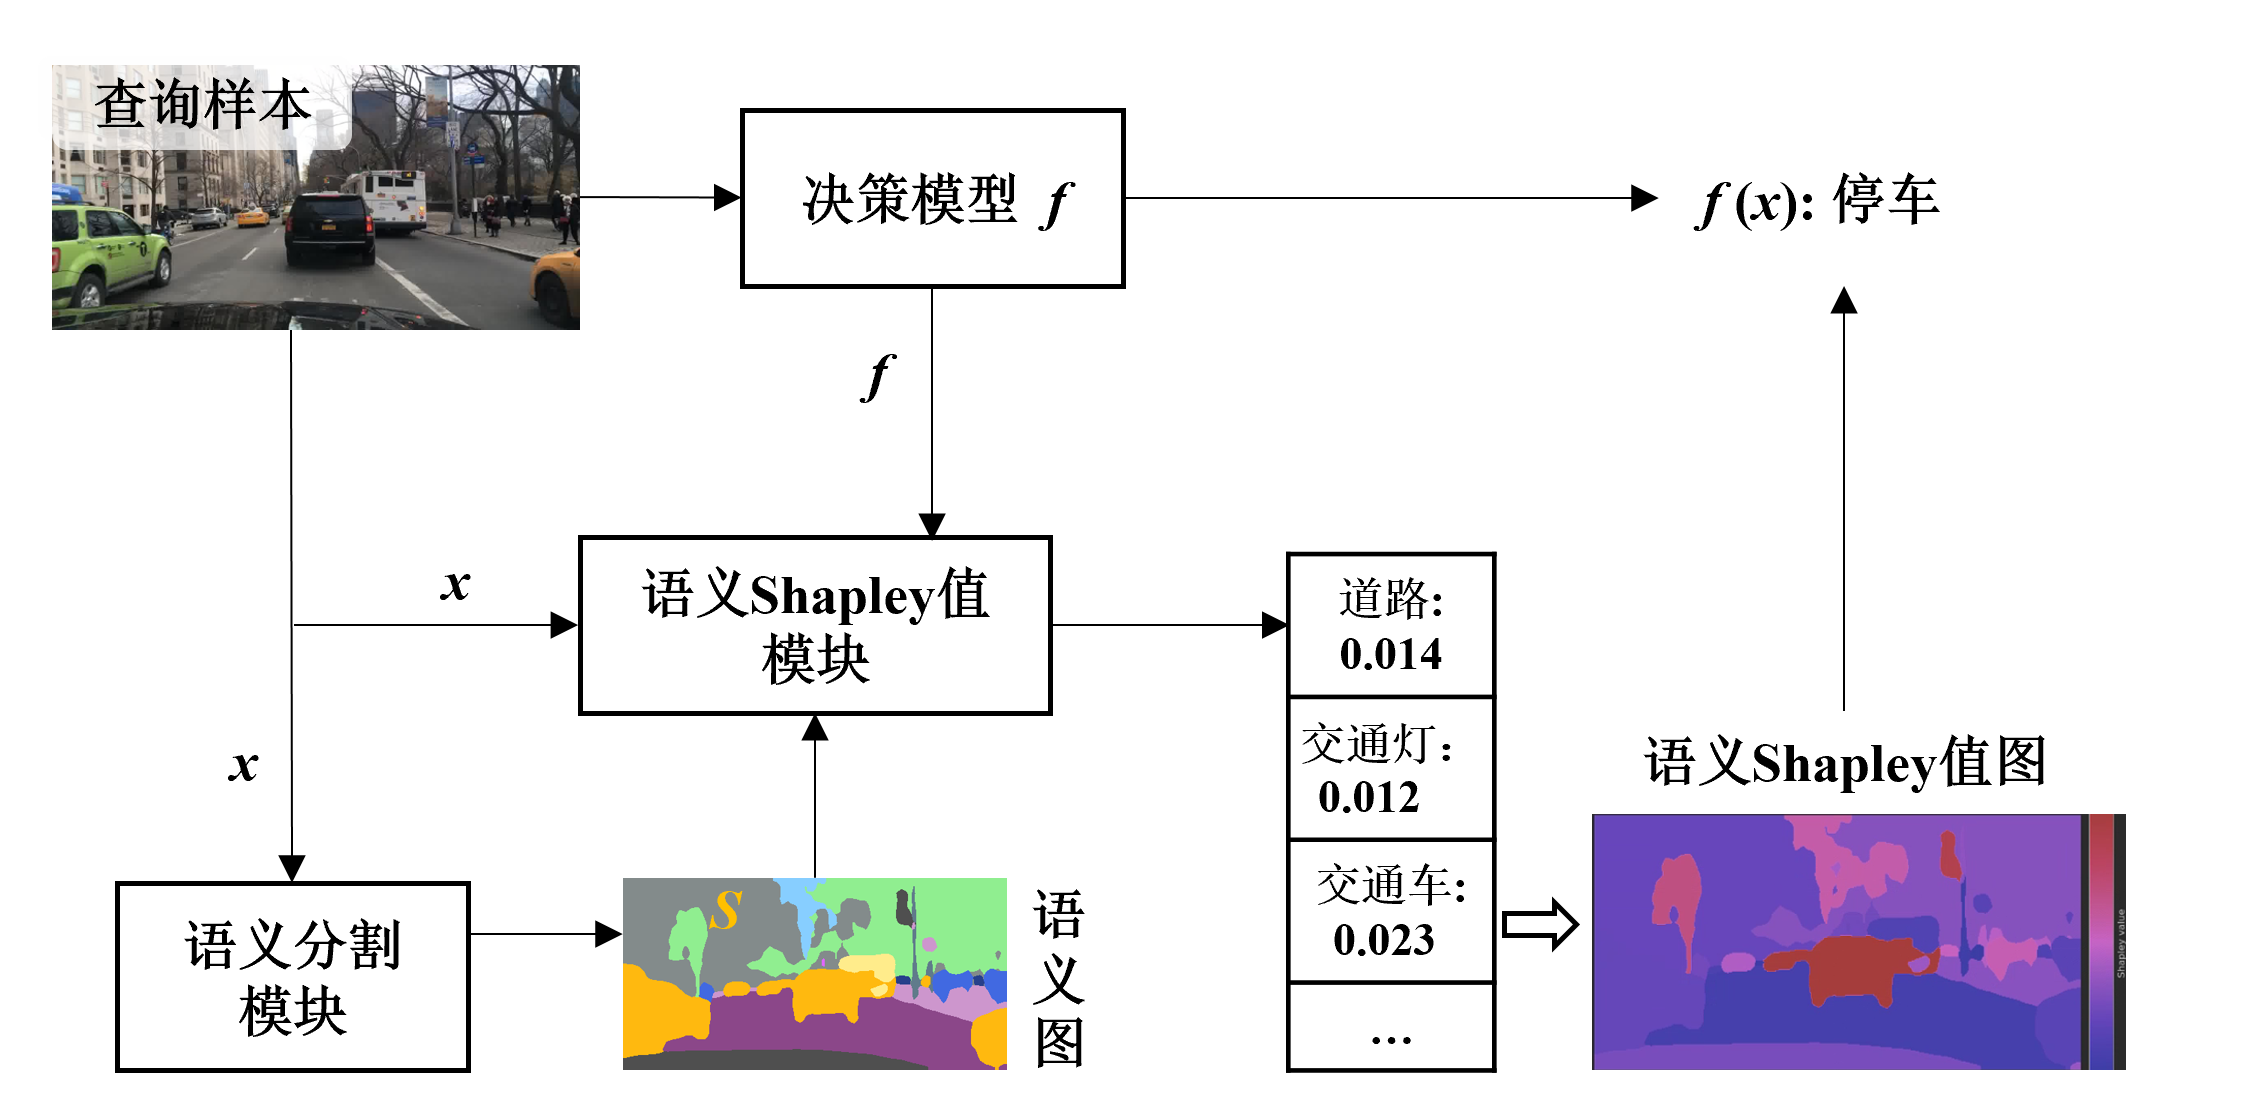 查询样本
决策模型 f
f (x): 停车
f
x
语义Shapley值
模块
x
语义分割
模块
S
语
义
图
道路:
0.014
交通灯:
0.012
交通车:
0.023
...
语义Shapley值图
Shapley value